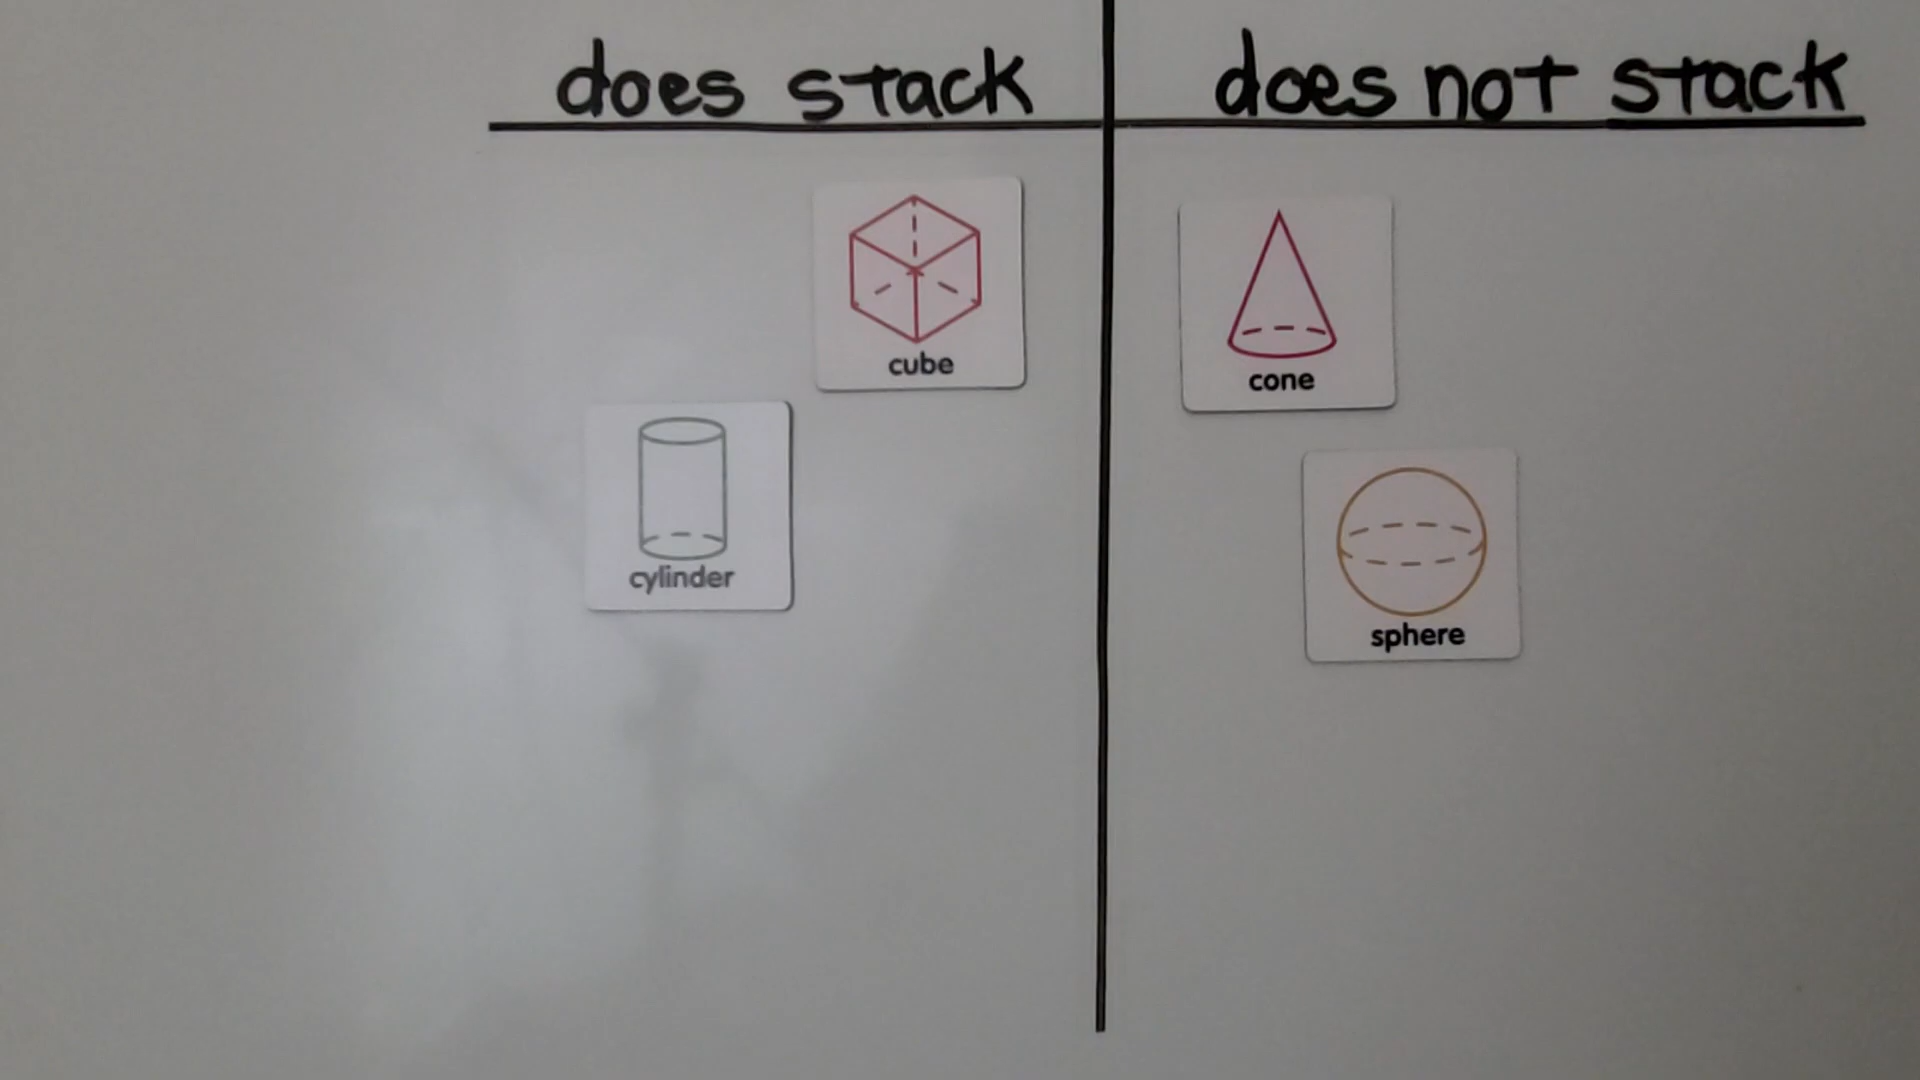 does stack
does not stack
cube
cone
cylinder
sphere